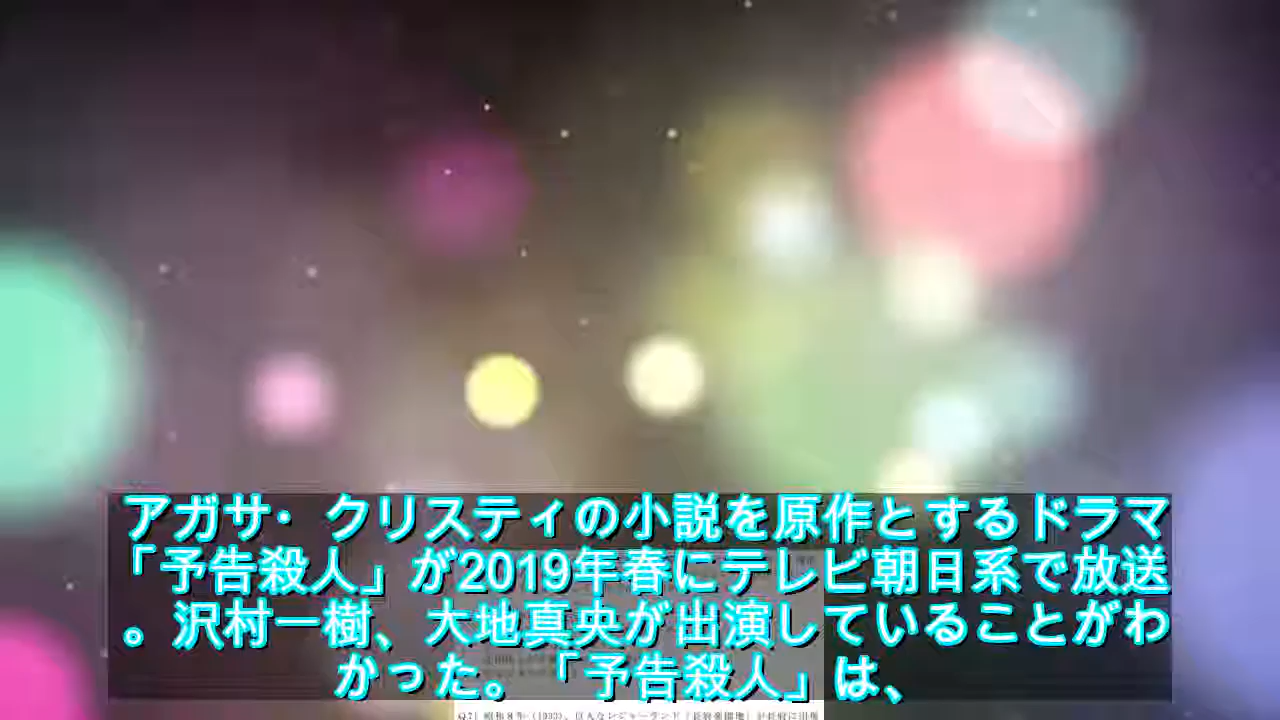 アガサ・クリスティの小説を原作とするドラマ
「予告殺人」が2019年春にテレビ朝日系で放送
。沢村一樹、大地真央が出演していることがわ
かった。「予告殺人」は、